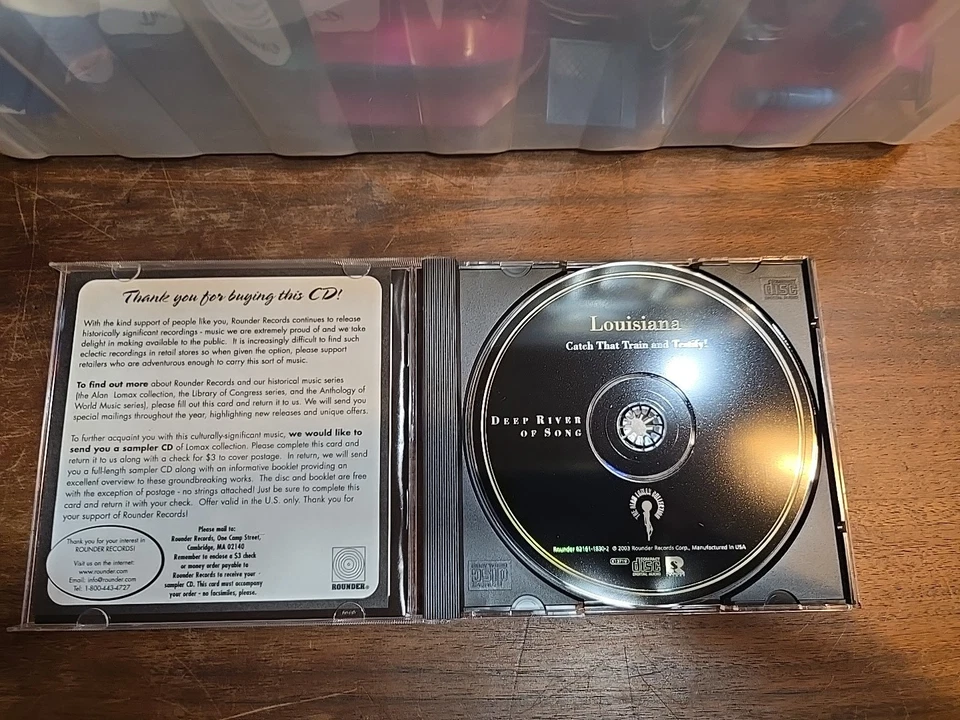 Thank you for buying this CD!
With the kind support of people like you, Rounder Records continues to release
historically significant recordings - music we are extremely proud of and we take
delight in making available to the public. It is increasingly difficult to find such
eclectic recordings in retail stores so when given the option, please support
retailers who are adventurous enough to carry this sort of music.
To find out more about Rounder Records and our historical music series
(the Alan Lomax collection, the Library of Congress series, and the Anthology of
World Music series), please fill out this card and return it to us. We will send you
special mailings throughout the year, highlighting new releases and unique offers.
To further acquaint you with this culturally-significant music, we would like to
send you a sampler CD of Lomax collection. Please complete this card and
return it to us along with a check for $3 to cover postage. In return, we will send
you a full-length sampler CD along with an informative booklet providing an
excellent overview to these groundbreaking works. The disc and booklet are free
with the exception of postage - no strings attached! Just be sure to complete this
card and return it with your check. Offer valid in the U.S. only. Thank you for
your support of Rounder Records!
Thank you for your interest in
ROUNDER RECORDS!
Visit us on the internet:
www.rounder.com
Email: info@rounder.com
Tel: 1-800-443-4727
Please mail to:
Rounder Records, One Camp Street,
Cambridge, MA 02140
Remember to enclose a $3 check
or money order payable to
Rounder Records to receive your
sampler CD. This card must accompany
your order - no facsimiles, please.
ROUNDER®
Louisiana
Catch That Train and Testify!
DEEP RIVER
OF SONG
THE ALAN LOMAX COLLECTION
Rounder 82161-1830-2 © 2003 Rounder Records Corp., Manufactured in USA
COMPACT
disc
DIGITAL AUDIO
disc
DIGITAL AUDIO
disc